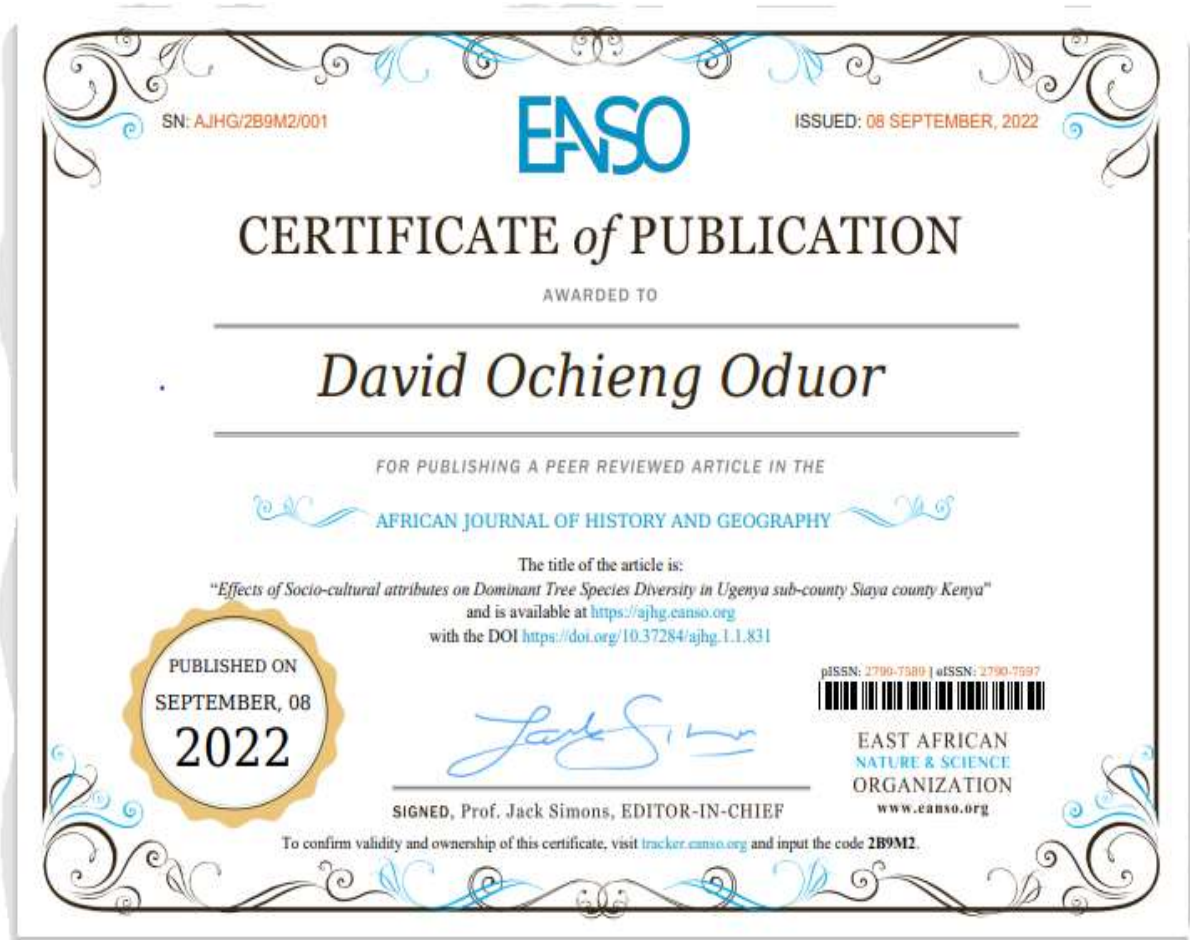 SN: AJHG/2B9M2/001
ISSUED: 08 SEPTEMBER, 2022
EANSO
CERTIFICATE of PUBLICATION
AWARDED TO
David Ochieng Oduor
FOR PUBLISHING A PEER REVIEWED ARTICLE IN THE
AFRICAN JOURNAL OF HISTORY AND GEOGRAPHY
The title of the article is:
“Effects of Socio-cultural attributes on Dominant Tree Species Diversity in Ugenya sub-county Siaya county Kenya”
and is available at https://ajhg.eanso.org
with the DOI https://doi.org/10.37284/ajhg.1.1.831
PUBLISHED ON
SEPTEMBER, 08
2022
pISSN: 2790-7589 | eISSN: 2790-7597
EAST AFRICAN
NATURE & SCIENCE
ORGANIZATION
www.eanso.org
Jack Simons
SIGNED, Prof. Jack Simons, EDITOR-IN-CHIEF
To confirm validity and ownership of this certificate, visit tracker.eanso.org and input the code 2B9M2.